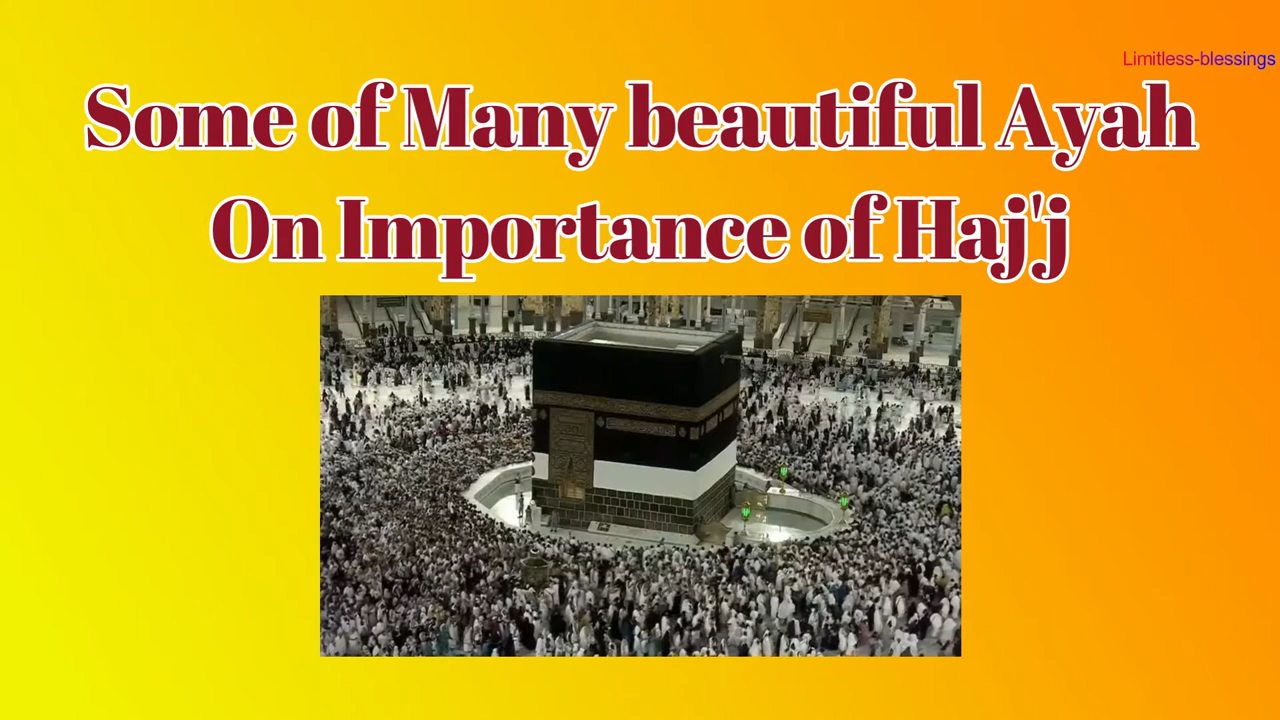 Limitless-blessings
Some of Many beautiful Ayah
On Importance of Haj'j